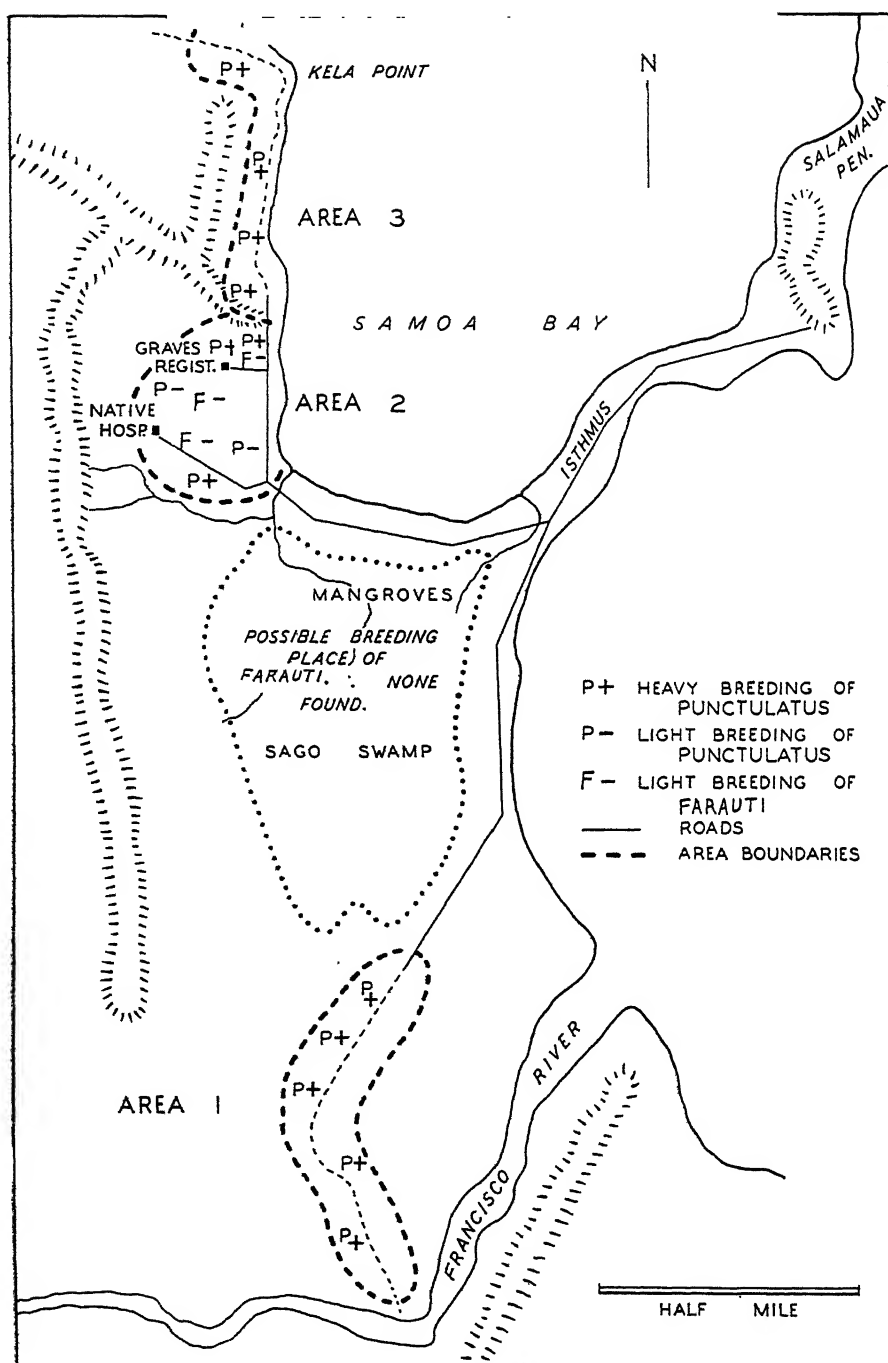 KELA POINT
N
SALAMAUA
PEN.
P+
P+
AREA 3
P+
P+
SAMOA BAY
GRAVES
REGIST.
P+
P+
F-
P-
F-
AREA 2
NATIVE
HOSP.
F-
P-
P+
ISTHMUS
MANGROVES
POSSIBLE BREEDING
PLACE) OF
FARAUTI. NONE
FOUND.
SAGO SWAMP
P+ HEAVY BREEDING OF
PUNCTULATUS
P- LIGHT BREEDING OF
PUNCTULATUS
F- LIGHT BREEDING OF
FARAUTI
ROADS
AREA BOUNDARIES
P+
P+
P+
AREA 1
P+
P+
FRANCISCO RIVER
HALF MILE